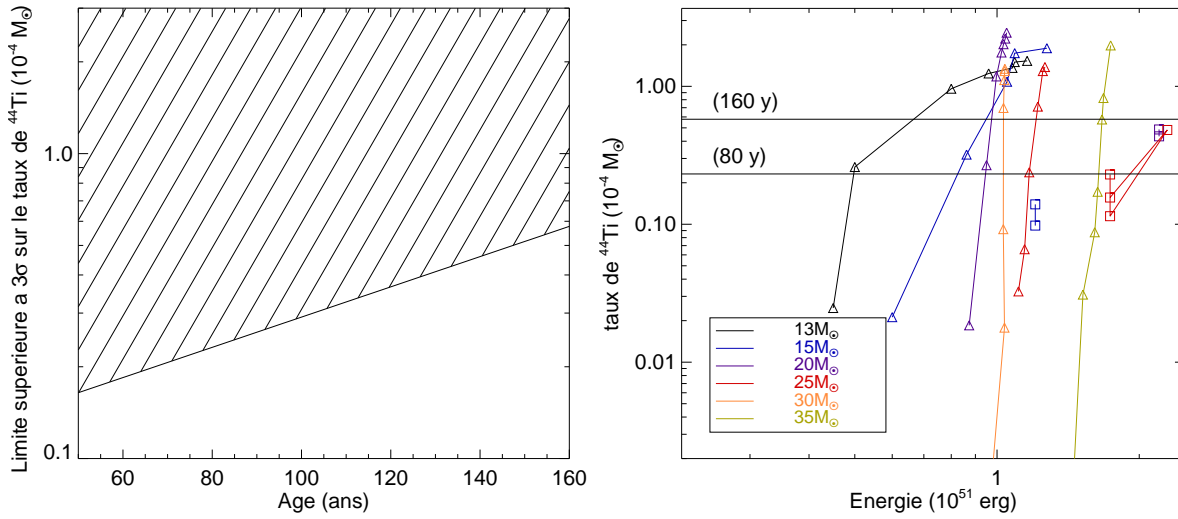 Limite superieure a 3σ sur le taux de ⁴⁴Ti (10⁻⁴ M☉)
1.0
0.1
60
80
100
120
140
160
Age (ans)
taux de ⁴⁴Ti (10⁻⁴ M☉)
1.00
0.10
0.01
(160 y)
(80 y)
13M☉
15M☉
20M☉
25M☉
30M☉
35M☉
1
Energie (10⁵¹ erg)